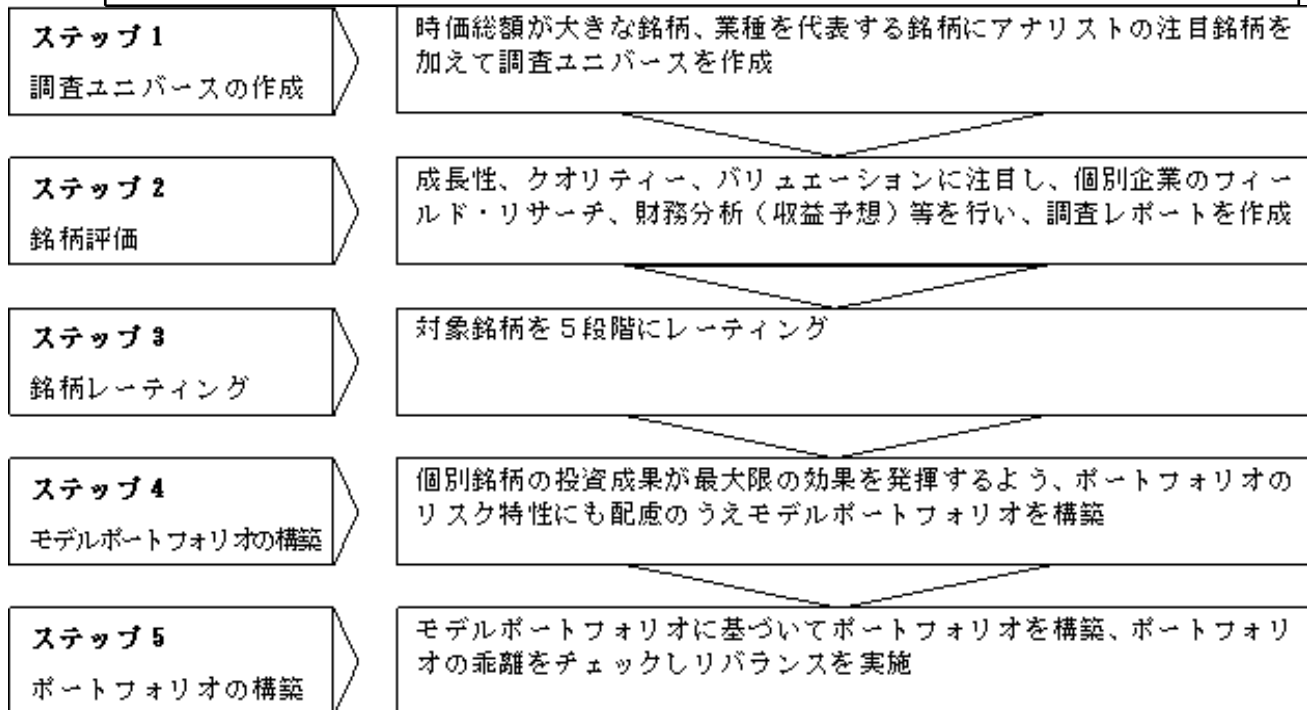 ステップ1
調査ユニバースの作成
時価総額が大きな銘柄、業種を代表する銘柄にアナリストの注目銘柄を
加えて調査ユニバースを作成
ステップ2
銘柄評価
成長性、クオリティー、バリュエーションに注目し、個別企業のフィー
ルド・リサーチ、財務分析（収益予想）等を行い、調査レポートを作成
ステップ3
銘柄レーティング
対象銘柄を5段階にレーティング
ステップ4
モデルポートフォリオの構築
個別銘柄の投資成果が最大限の効果を発揮するよう、ポートフォリオの
リスク特性にも配慮のうえモデルポートフォリオを構築
ステップ5
ポートフォリオの構築
モデルポートフォリオに基づいてポートフォリオを構築、ポートフォリ
オの乖離をチェックしリバランスを実施